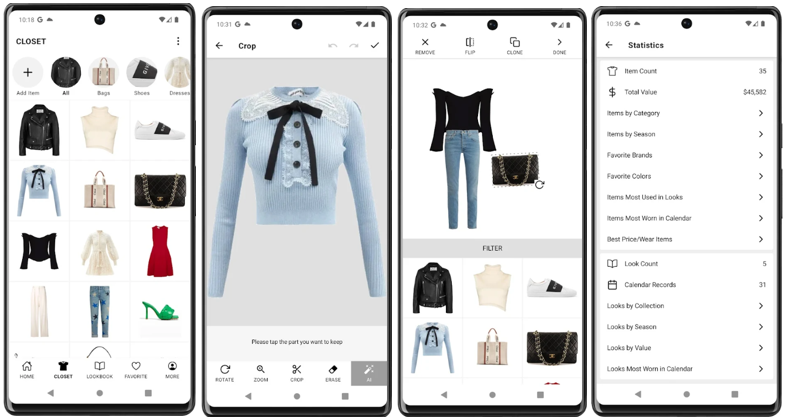 10:18
CLOSET
Add Item
All
Bags
Shoes
Dresses
HOME
CLOSET
LOOKBOOK
FAVORITE
MORE
10:31
Crop
Please tap the part you want to keep
ROTATE
ZOOM
CROP
ERASE
AI
10:32
REMOVE
FLIP
CLONE
DONE
FILTER
10:36
Statistics
Item Count 35
Total Value $45,582
Items by Category
Items by Season
Favorite Brands
Favorite Colors
Items Most Used in Looks
Items Most Worn in Calendar
Best Price/Wear Items
Look Count 5
Calendar Records 31
Looks by Collection
Looks by Season
Looks by Value
Looks Most Worn in Calendar